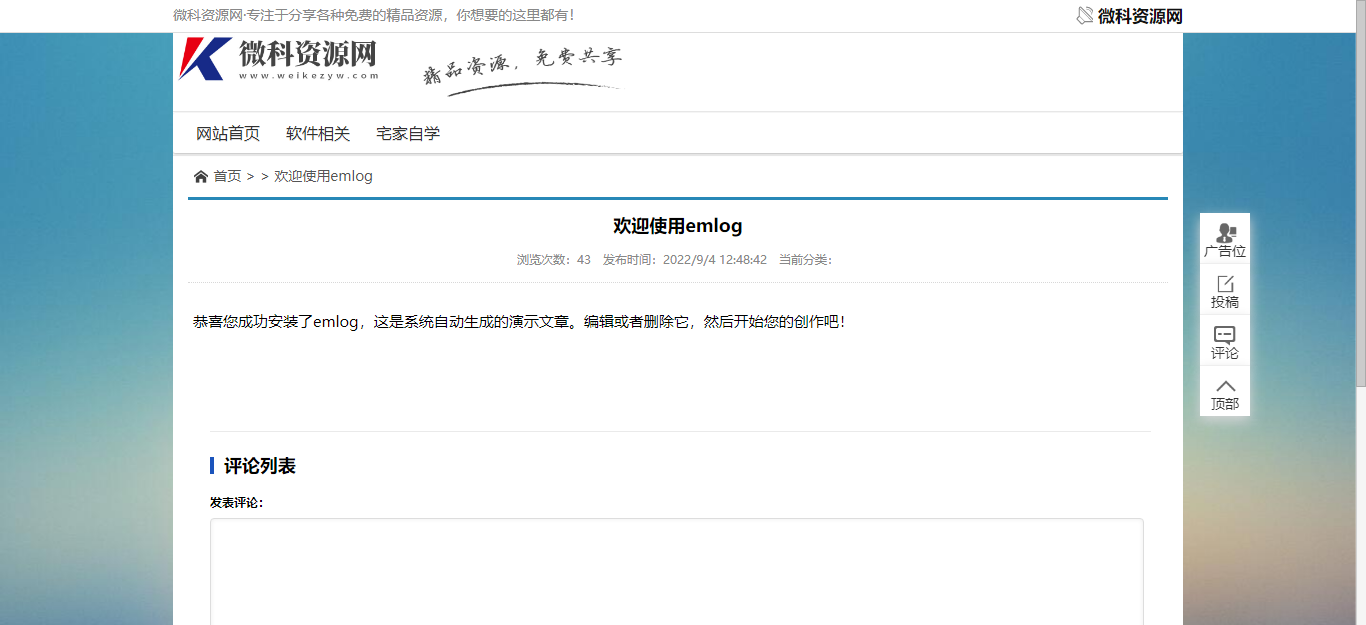 微科资源网·专注于分享各种免费的精品资源，你想要的这里都有！
微科资源网
微科资源网
www.weikezyw.com
精品资源，免费共享
网站首页 软件相关 宅家自学
首页 > > 欢迎使用emlog
欢迎使用emlog
浏览次数：43 发布时间：2022/9/4 12:48:42 当前分类：
恭喜您成功安装了emlog，这是系统自动生成的演示文章。编辑或者删除它，然后开始您的创作吧！
广告位
投稿
评论
顶部
评论列表
发表评论：